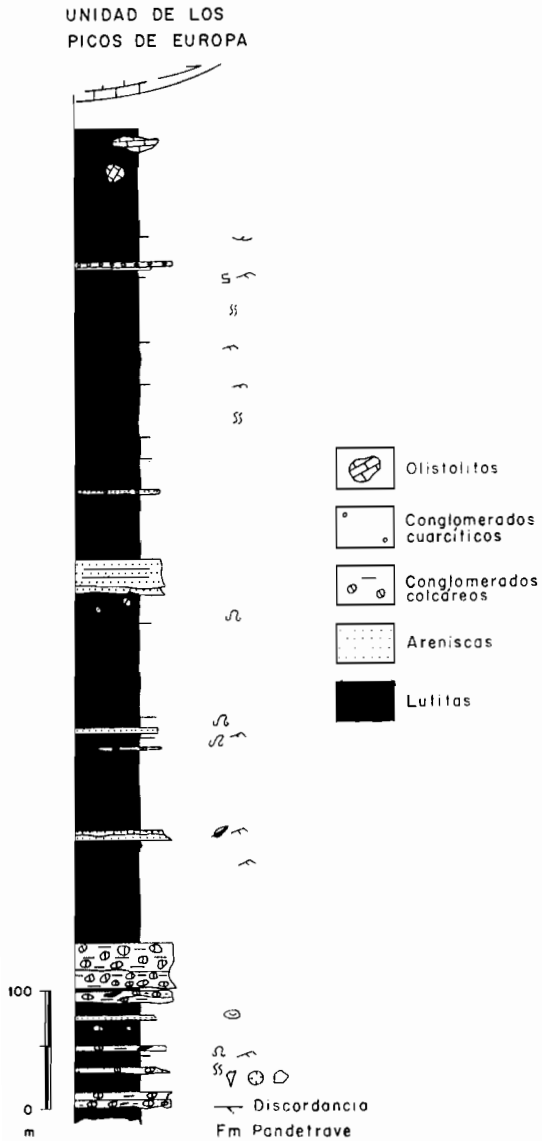 UNIDAD DE LOS
PICOS DE EUROPA
Olistolitos
Conglomerados
cuarcíticos
Conglomerados
calcáreos
Areniscas
Lutitas
100
0
m
Discordancia
Fm Pandetrave